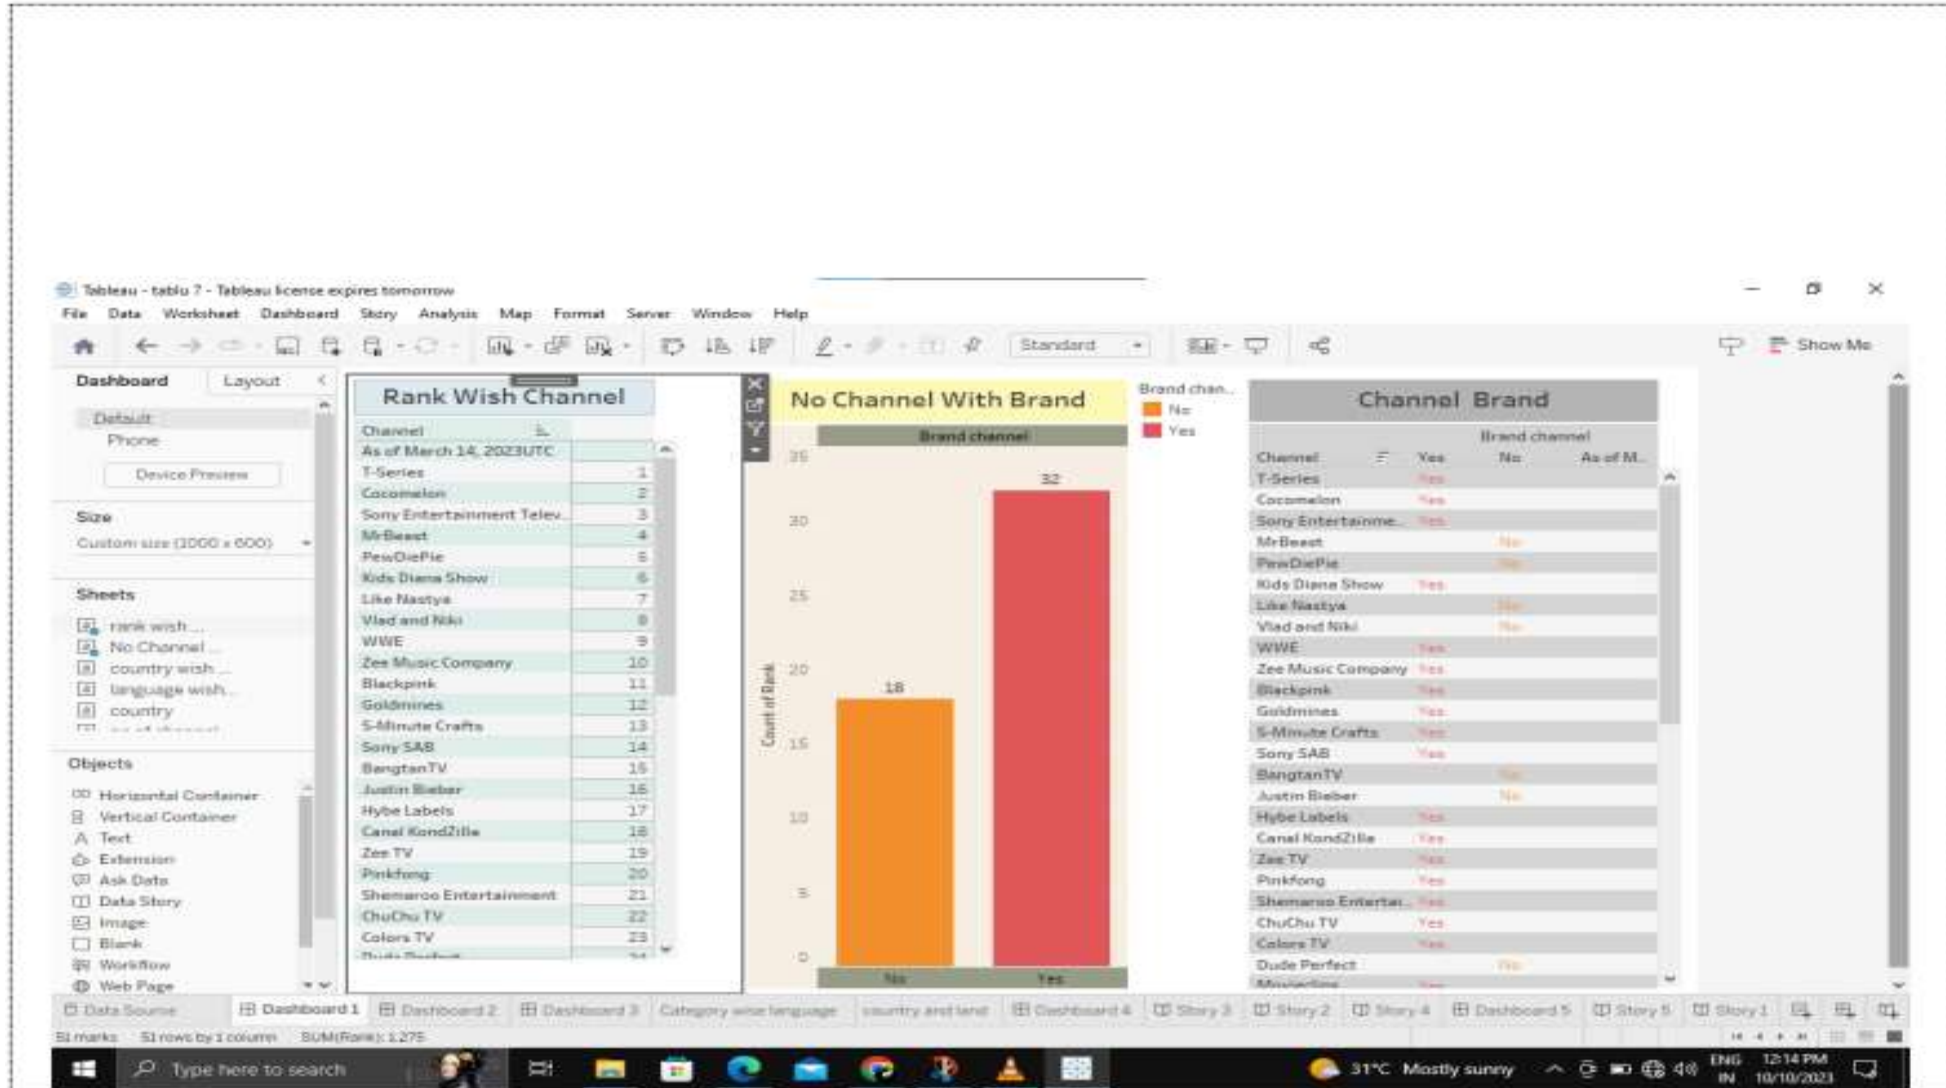 Tableau - tablu 7 - Tableau license expires tomorrow
File Data Worksheet Dashboard Story Analysis Map Format Server Window Help
Standard
Show Me
Dashboard Layout
Default
Phone
Device Preview
Size
Custom size (1000 x 600)
Sheets
rank wish ...
No Channel ...
country wish ...
language wish...
country
Objects
Horizontal Container
Vertical Container
Text
Extension
Ask Data
Data Story
Image
Blank
Workflow
Web Page
Rank Wish Channel
Channel
As of March 14, 2023UTC
T-Series 1
Cocomelon 2
Sony Entertainment Telev.. 3
MrBeast 4
PewDiePie 5
Kids Diana Show 6
Like Nastya 7
Vlad and Niki 8
WWE 9
Zee Music Company 10
Blackpink 11
Goldmines 12
5-Minute Crafts 13
Sony SAB 14
BangtanTV 15
Justin Bieber 16
Hybe Labels 17
Canal KondZilla 18
Zee TV 19
Pinkfong 20
Shemaroo Entertainment 21
ChuChu TV 22
Colors TV 23
Dude Perfect 24
No Channel With Brand
Brand channel
35
30
25
20
15
10
5
0
Count of Rank
18
32
No Yes
Brand chan..
No
Yes
Channel Brand
Brand channel
Channel Yes No As of M..
T-Series Yes
Cocomelon Yes
Sony Entertainme.. Yes
MrBeast No
PewDiePie No
Kids Diana Show Yes
Like Nastya No
Vlad and Niki No
WWE Yes
Zee Music Company Yes
Blackpink Yes
Goldmines Yes
5-Minute Crafts Yes
Sony SAB Yes
BangtanTV No
Justin Bieber No
Hybe Labels Yes
Canal KondZilla Yes
Zee TV Yes
Pinkfong Yes
Shemaroo Entertai.. Yes
ChuChu TV Yes
Colors TV Yes
Dude Perfect No
Data Source Dashboard 1 Dashboard 2 Dashboard 3 Category wise language country and land Dashboard 4 Story 3 Story 2 Story 4 Dashboard 5 Story 1
51 marks 51 rows by 1 column SUM(Rank): 1,275
Type here to search
31°C Mostly sunny
ENG
IN
12:14 PM
10/10/2023